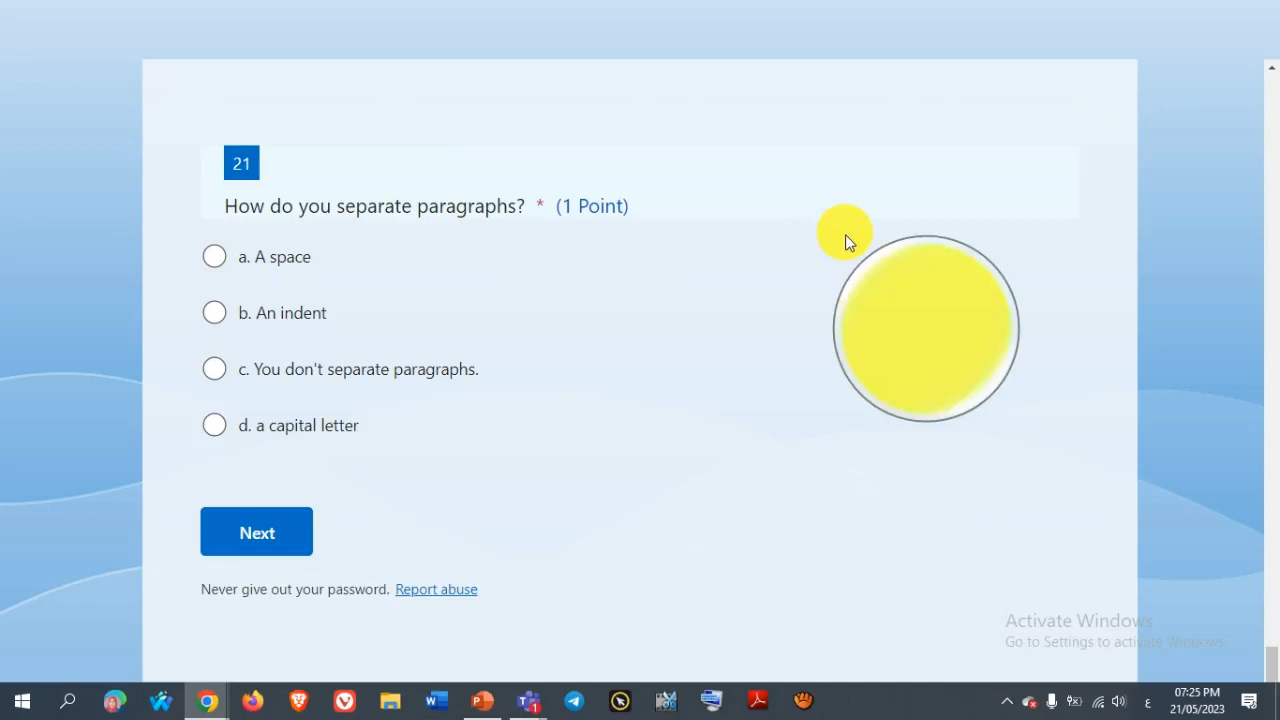 21
How do you separate paragraphs? * (1 Point)
a. A space
b. An indent
c. You don't separate paragraphs.
d. a capital letter
Next
Never give out your password. Report abuse
Activate Windows
Go to Settings to activate Windows.
ع
07:25 PM
21/05/2023